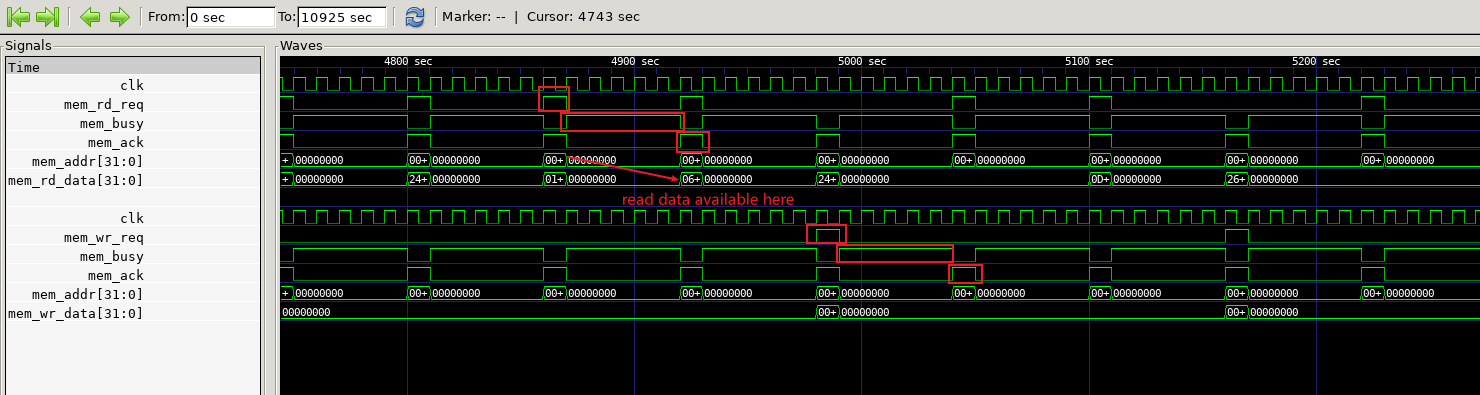 From: 0 sec To: 10925 sec Marker: -- | Cursor: 4743 sec
Signals
Waves
Time
4800 sec 4900 sec 5000 sec 5100 sec 5200 sec
clk
mem_rd_req
mem_busy
mem_ack
mem_addr[31:0] + 00000000 00+ 00000000 00+ 00000000 00+ 00000000 00+ 00000000 00+ 00000000 00+ 00000000 00+ 00000000 00+ 00000000
mem_rd_data[31:0] + 00000000 24+ 00000000 01+ 00000000 06+ 00000000 24+ 00000000 0D+ 00000000 26+ 00000000
read data available here
clk
mem_wr_req
mem_busy
mem_ack
mem_addr[31:0] + 00000000 00+ 00000000 00+ 00000000 00+ 00000000 00+ 00000000 00+ 00000000 00+ 00000000 00+ 00000000 00+ 00000000
mem_wr_data[31:0] 00000000 00+ 00000000 00+ 00000000